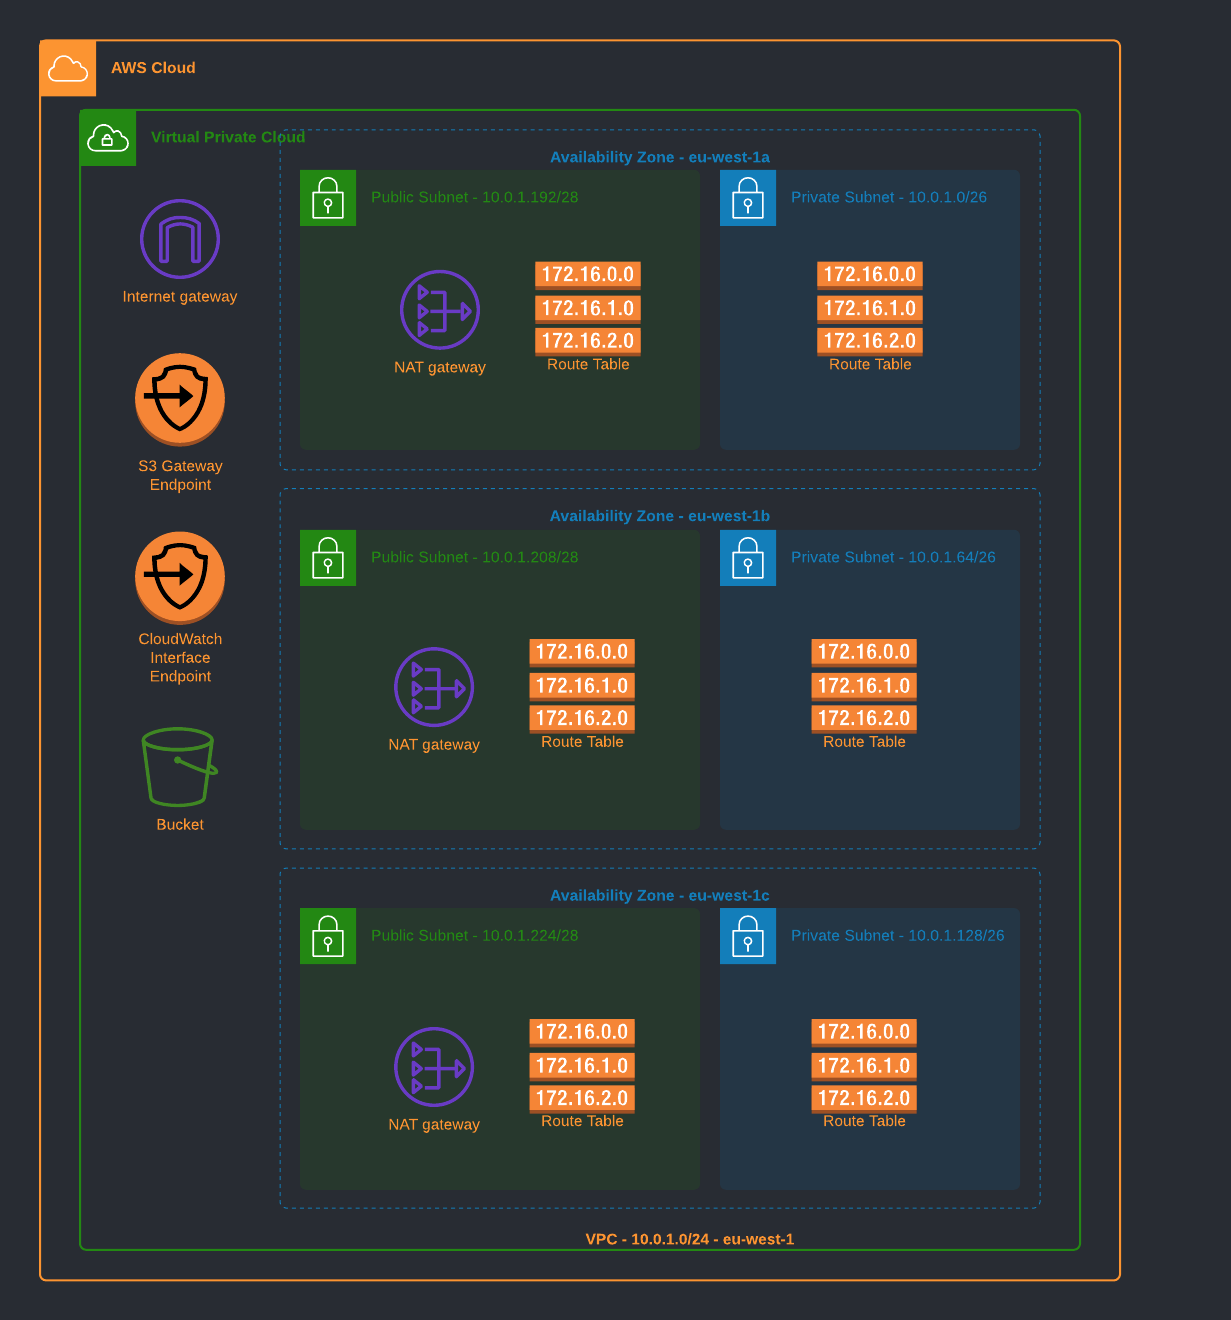 AWS Cloud
Virtual Private Cloud
Internet gateway
S3 Gateway
Endpoint
CloudWatch
Interface
Endpoint
Bucket
Availability Zone - eu-west-1a
Public Subnet - 10.0.1.192/28
NAT gateway
172.16.0.0
172.16.1.0
172.16.2.0
Route Table
Private Subnet - 10.0.1.0/26
172.16.0.0
172.16.1.0
172.16.2.0
Route Table
Availability Zone - eu-west-1b
Public Subnet - 10.0.1.208/28
NAT gateway
172.16.0.0
172.16.1.0
172.16.2.0
Route Table
Private Subnet - 10.0.1.64/26
172.16.0.0
172.16.1.0
172.16.2.0
Route Table
Availability Zone - eu-west-1c
Public Subnet - 10.0.1.224/28
NAT gateway
172.16.0.0
172.16.1.0
172.16.2.0
Route Table
Private Subnet - 10.0.1.128/26
172.16.0.0
172.16.1.0
172.16.2.0
Route Table
VPC - 10.0.1.0/24 - eu-west-1